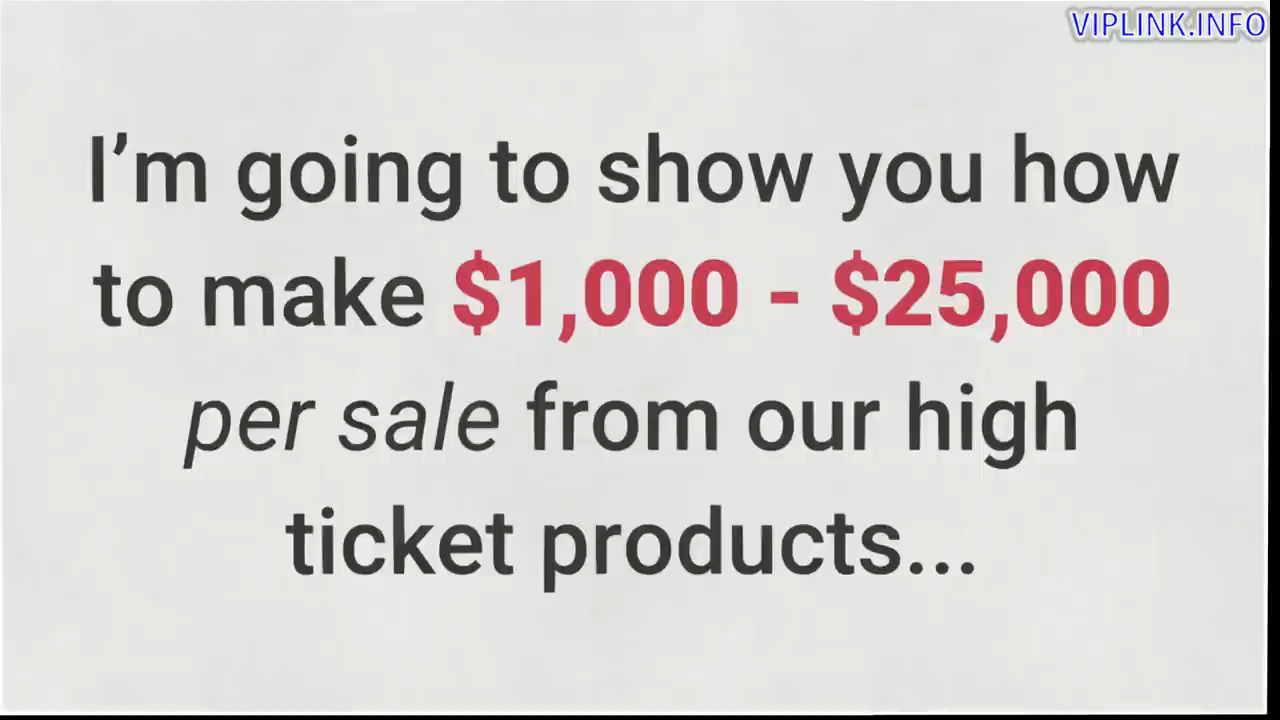 VIPLINK.INFO
I’m going to show you how
to make $1,000 - $25,000
per sale from our high
ticket products...